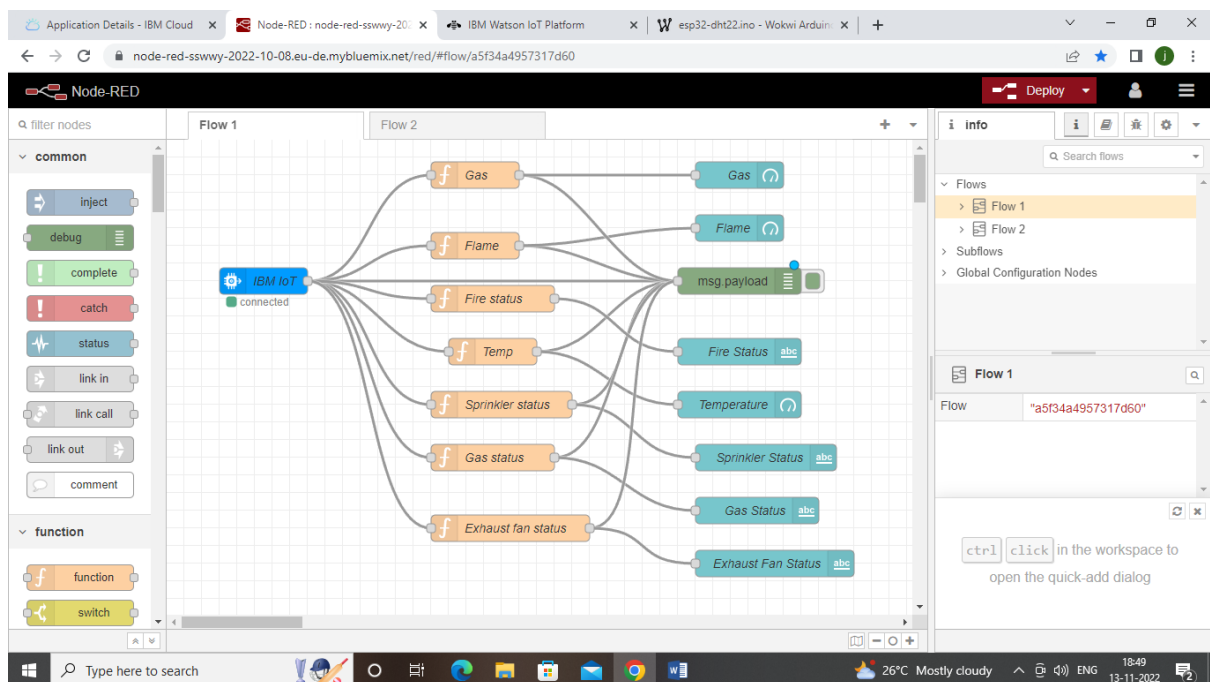 Application Details - IBM Cloud
Node-RED : node-red-sswwy-202
IBM Watson IoT Platform
esp32-dht22.ino - Wokwi Arduin
node-red-sswwy-2022-10-08.eu-de.mybluemix.net/red/#flow/a5f34a4957317d60
j
Node-RED
Deploy
filter nodes
Flow 1
Flow 2
i info
i
common
inject
debug
complete
catch
status
link in
link call
link out
comment
function
f function
switch
f Gas
Gas
f Flame
Flame
IBM IoT
connected
msg.payload
f Fire status
Fire Status abc
f Temp
Temperature
f Sprinkler status
Sprinkler Status abc
f Gas status
Gas Status abc
f Exhaust fan status
Exhaust Fan Status abc
Search flows
Flows
Flow 1
Flow 2
Subflows
Global Configuration Nodes
Flow 1
Flow "a5f34a4957317d60"
ctrl click in the workspace to
open the quick-add dialog
Type here to search
26°C Mostly cloudy
ENG
18:49
13-11-2022
2